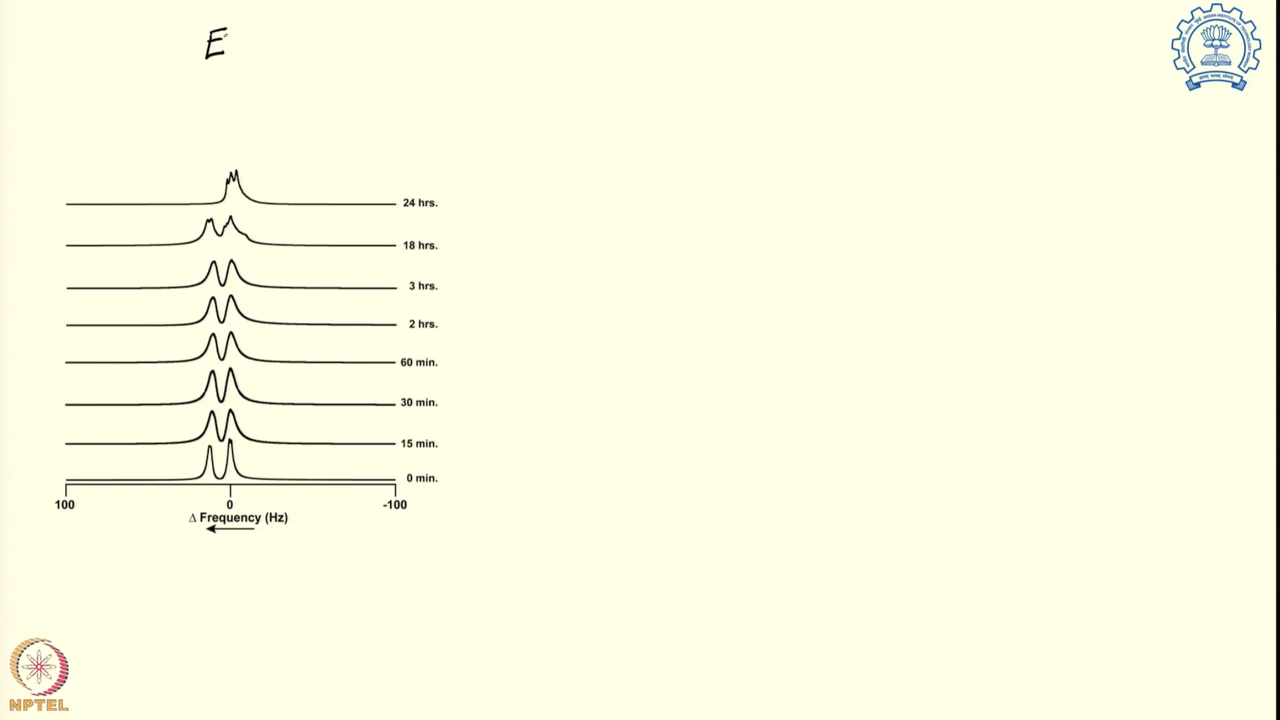 E
24 hrs.
18 hrs.
3 hrs.
2 hrs.
60 min.
30 min.
15 min.
0 min.
100 0 -100
Δ Frequency (Hz)
NPTEL